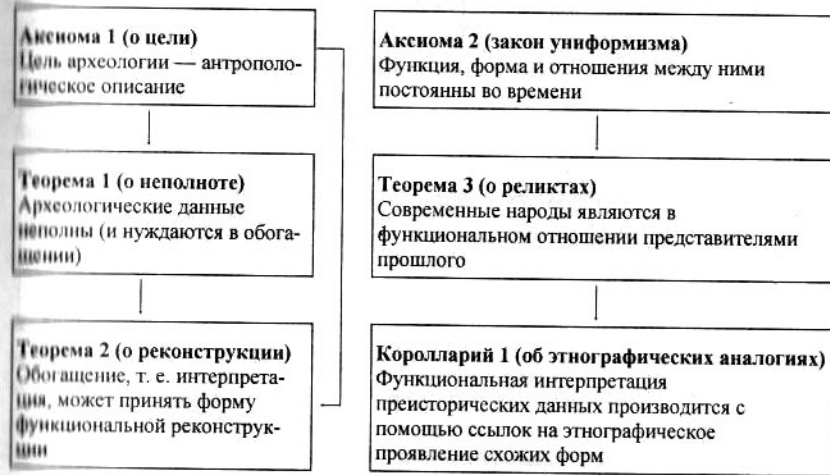 Аксиома 1 (о цели)
Цель археологии — антрополо-
гическое описание
Теорема 1 (о неполноте)
Археологические данные
неполны (и нуждаются в обога-
щении)
Теорема 2 (о реконструкции)
Обогащение, т. е. интерпрета-
ция, может принять форму
функциональной реконструк-
ции
Аксиома 2 (закон униформизма)
Функция, форма и отношения между ними
постоянны во времени
Теорема 3 (о реликтах)
Современные народы являются в
функциональном отношении представителями
прошлого
Королларий 1 (об этнографических аналогиях)
Функциональная интерпретация
преисторических данных производится с
помощью ссылок на этнографическое
проявление схожих форм